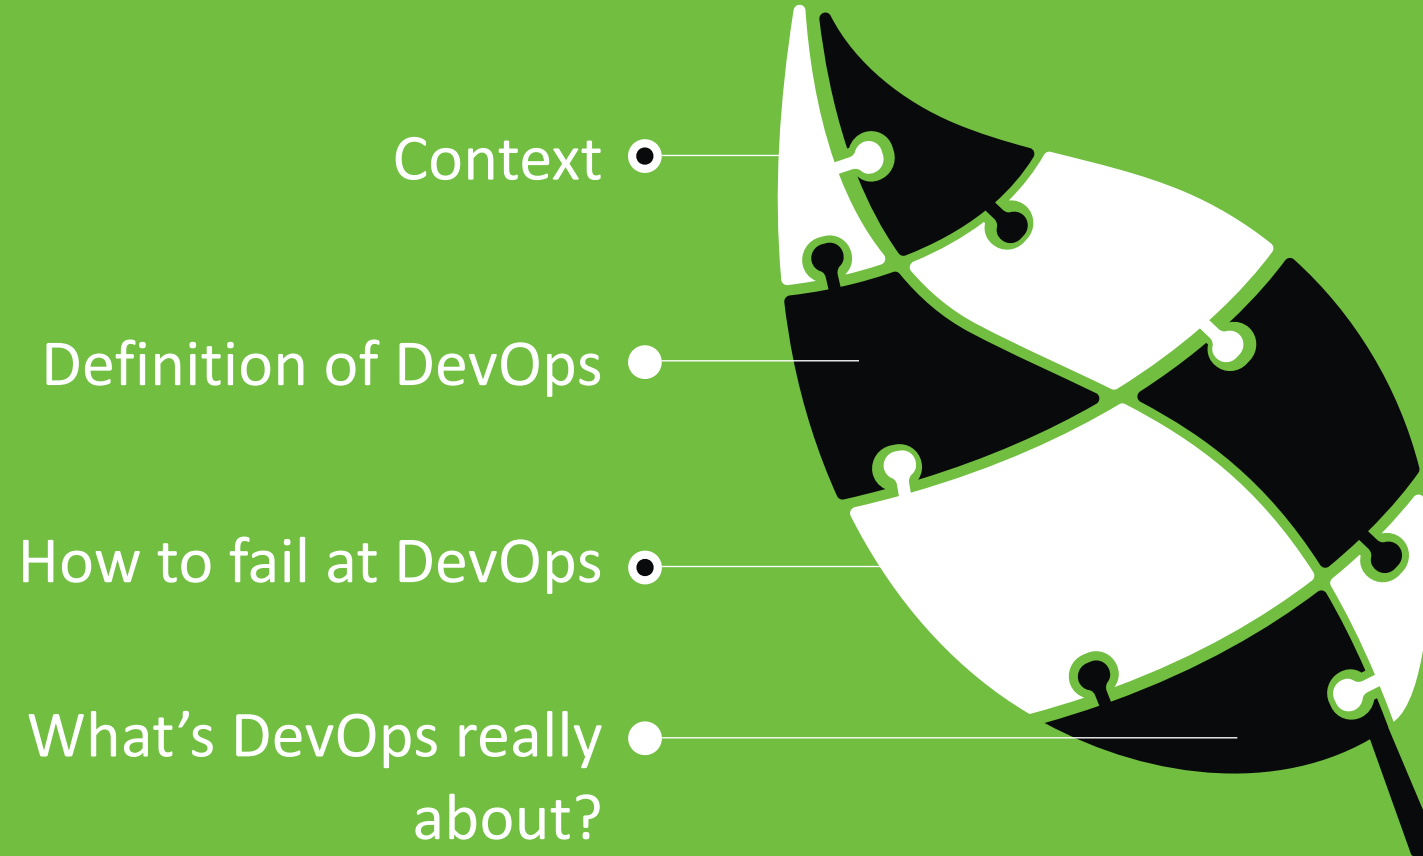 Context
Definition of DevOps
How to fail at DevOps
What’s DevOps really
about?